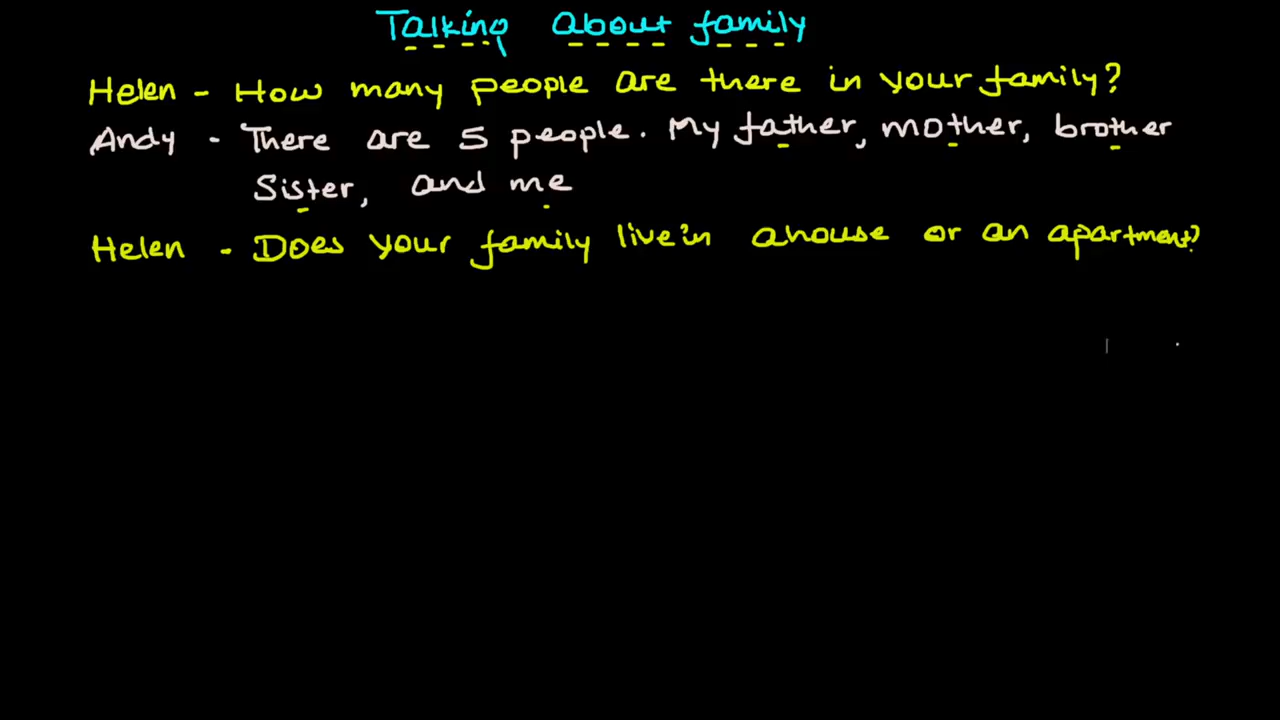 Talking about family
Helen - How many people are there in your family?
Andy - There are 5 people. My father, mother, brother
Sister, and me
Helen - Does your family live in a house or an apartment?